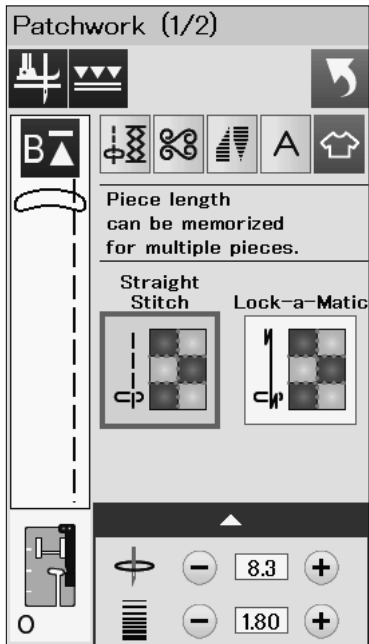 Patchwork (1/2)
B
A
Piece length
can be memorized
for multiple pieces.
Straight
Stitch
Lock-a-Matic
8.3
1.80
O